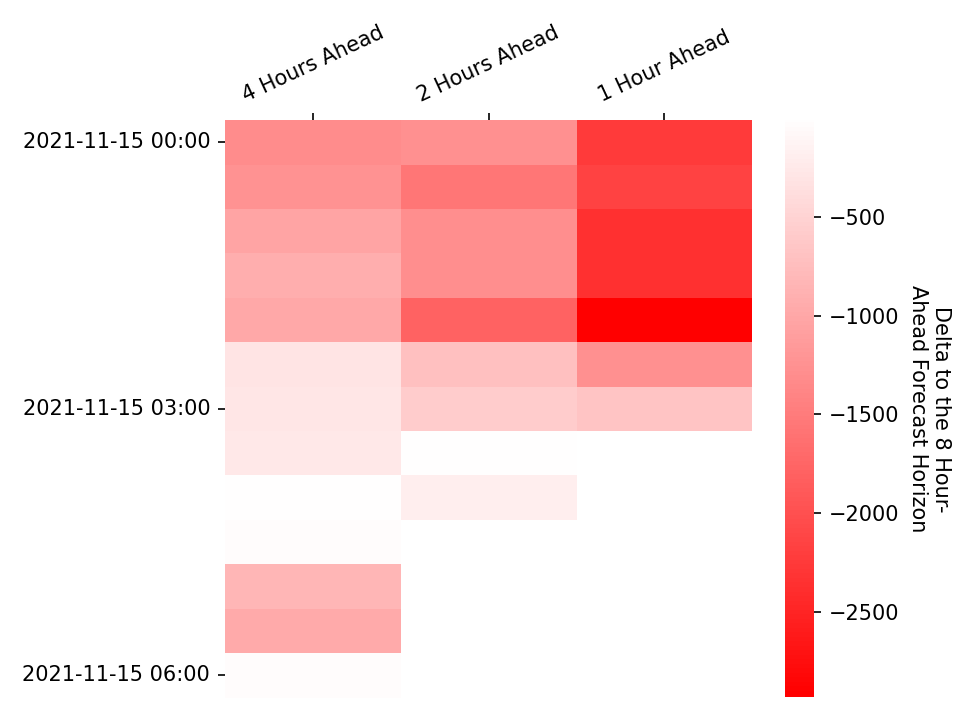 4 Hours Ahead
2 Hours Ahead
1 Hour Ahead
2021-11-15 00:00
2021-11-15 03:00
2021-11-15 06:00
−500
−1000
−1500
−2000
−2500
Delta to the 8 Hour-
Ahead Forecast Horizon